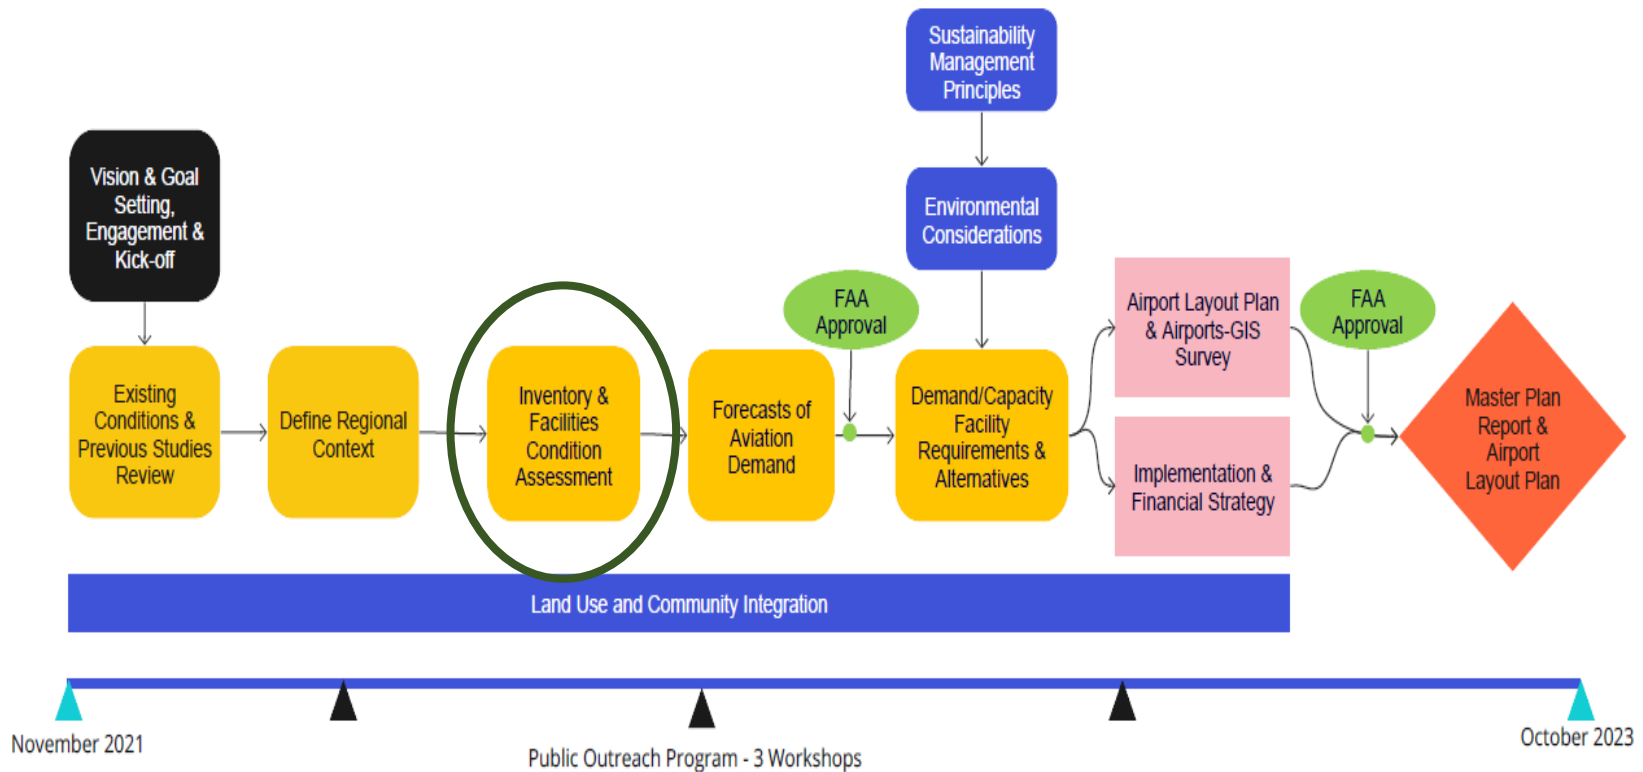 Sustainability
Management
Principles
Vision & Goal
Setting,
Engagement &
Kick-off
Environmental
Considerations
FAA
Approval
Airport Layout Plan
& Airports-GIS
Survey
FAA
Approval
Existing
Conditions &
Previous Studies
Review
Define Regional
Context
Inventory &
Facilities
Condition
Assessment
Forecasts of
Aviation
Demand
Demand/Capacity
Facility
Requirements &
Alternatives
Implementation &
Financial Strategy
Master Plan
Report &
Airport
Layout Plan
Land Use and Community Integration
November 2021
Public Outreach Program - 3 Workshops
October 2023